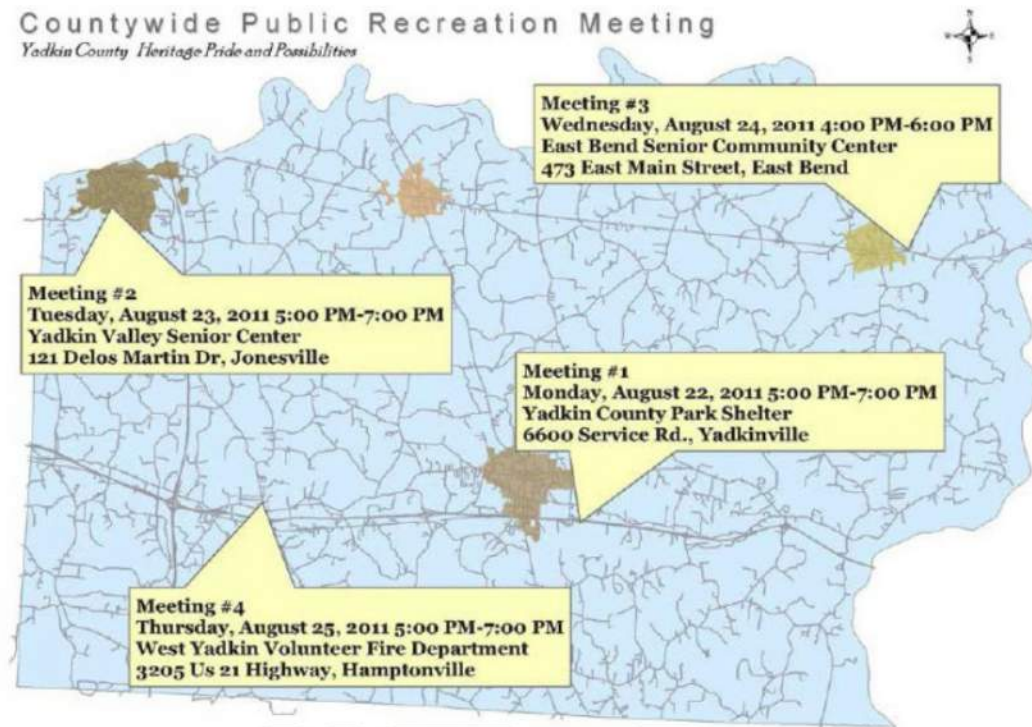 Countywide Public Recreation Meeting
Yadkin County Heritage Pride and Possibilities
Meeting #3
Wednesday, August 24, 2011 4:00 PM-6:00 PM
East Bend Senior Community Center
473 East Main Street, East Bend
Meeting #2
Tuesday, August 23, 2011 5:00 PM-7:00 PM
Yadkin Valley Senior Center
121 Delos Martin Dr, Jonesville
Meeting #1
Monday, August 22, 2011 5:00 PM-7:00 PM
Yadkin County Park Shelter
6600 Service Rd., Yadkinville
Meeting #4
Thursday, August 25, 2011 5:00 PM-7:00 PM
West Yadkin Volunteer Fire Department
3205 Us 21 Highway, Hamptonville